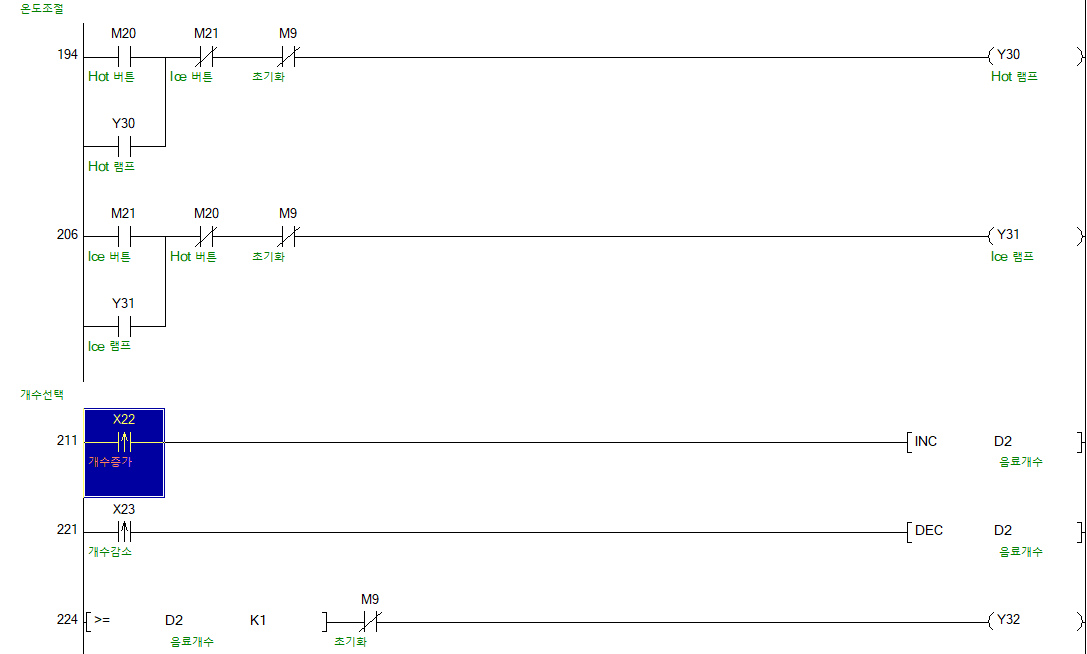 온도조절
M20 M21 M9
194 Y30
Hot 버튼 Ice 버튼 초기화 Hot 램프
Y30
Hot 램프
M21 M20 M9
206 Y31
Ice 버튼 Hot 버튼 초기화 Ice 램프
Y31
Ice 램프
개수선택
X22
211 INC D2
개수증가 음료개수
X23
221 DEC D2
개수감소 음료개수
M9
224 >= D2 K1 Y32
음료개수 초기화